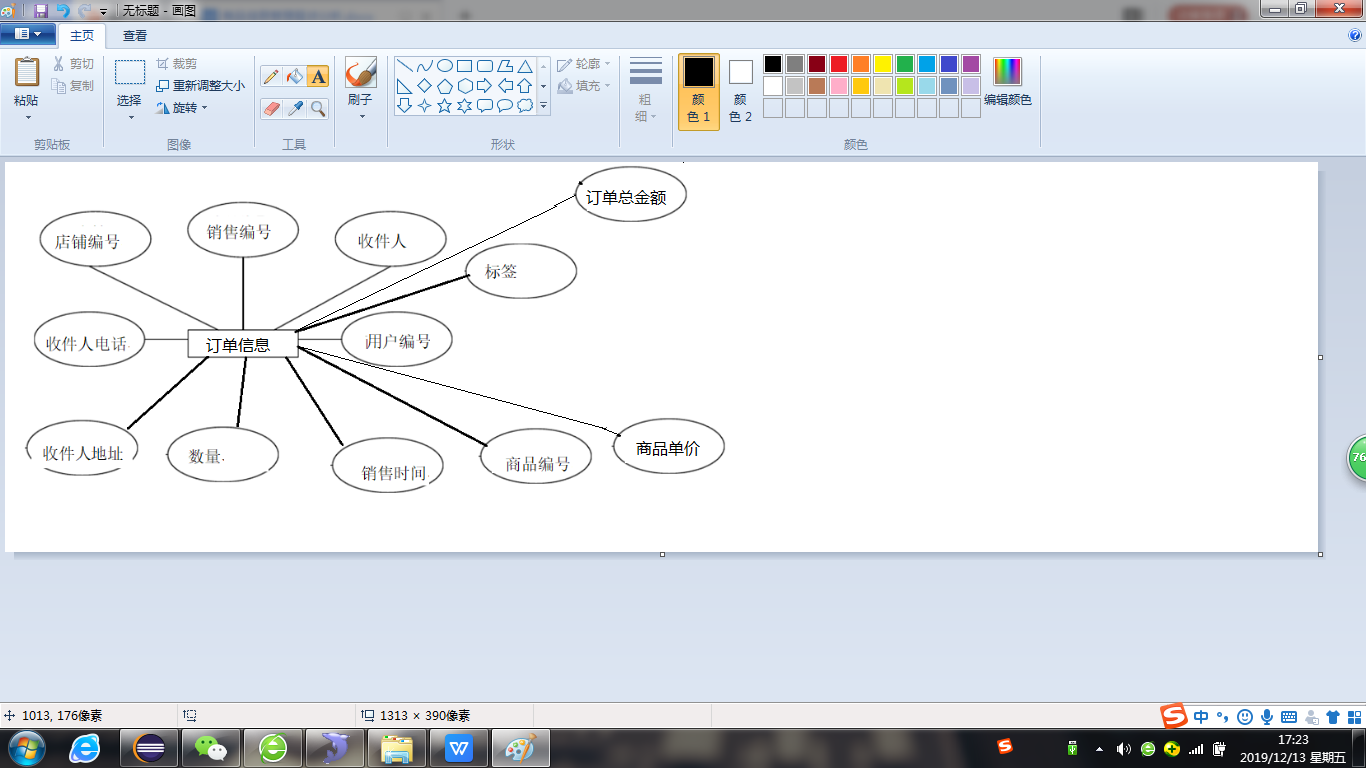 无标题 - 画图
主页
查看
粘贴
剪切
复制
剪贴板
选择
裁剪
重新调整大小
旋转
图像
A
工具
刷子
形状
轮廓
填充
粗
细
颜
色 1
颜
色 2
编辑颜色
颜色
订单总金额
店铺编号
销售编号
收件人
标签
收件人电话
订单信息
用户编号
收件人地址
数量
销售时间
商品编号
商品单价
76
1013, 176像素
1313 × 390像素
中
17:23
2019/12/13 星期五